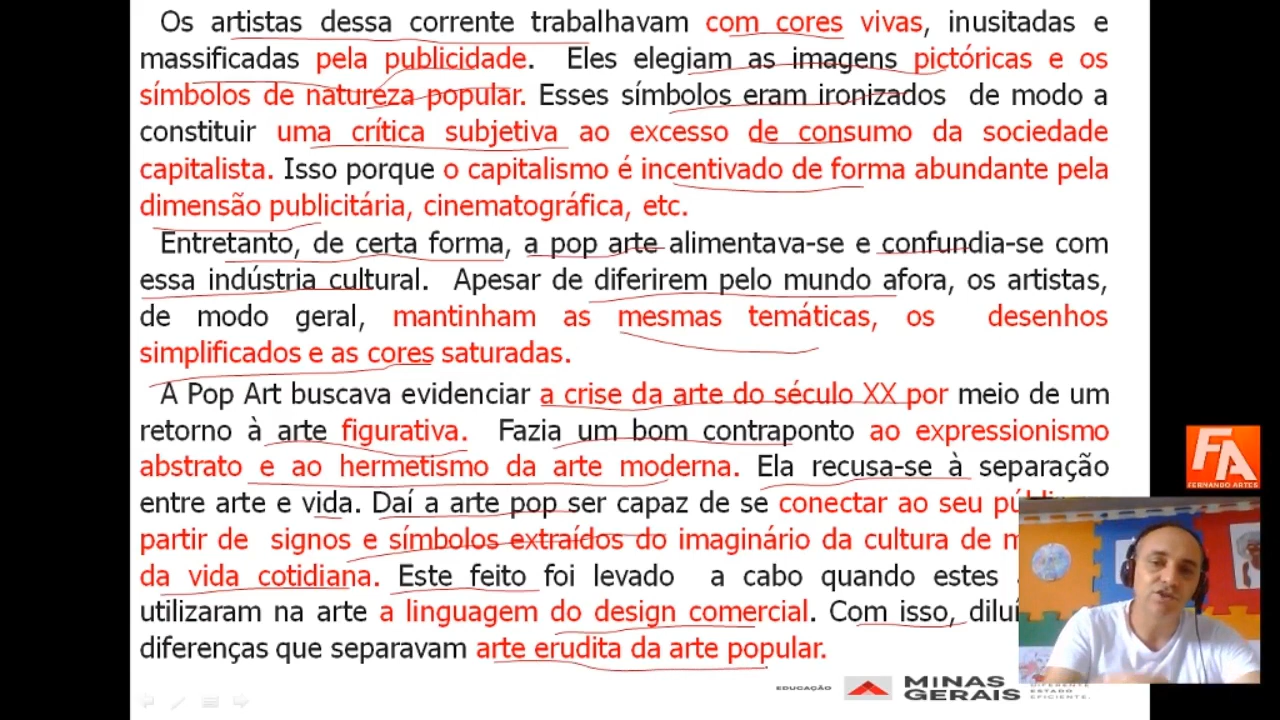 Os artistas dessa corrente trabalhavam com cores vivas, inusitadas e
massificadas pela publicidade. Eles elegiam as imagens pictóricas e os
símbolos de natureza popular. Esses símbolos eram ironizados de modo a
constituir uma crítica subjetiva ao excesso de consumo da sociedade
capitalista. Isso porque o capitalismo é incentivado de forma abundante pela
dimensão publicitária, cinematográfica, etc.
Entretanto, de certa forma, a pop arte alimentava-se e confundia-se com
essa indústria cultural. Apesar de diferirem pelo mundo afora, os artistas,
de modo geral, mantinham as mesmas temáticas, os desenhos
simplificados e as cores saturadas.
A Pop Art buscava evidenciar a crise da arte do século XX por meio de um
retorno à arte figurativa. Fazia um bom contraponto ao expressionismo
abstrato e ao hermetismo da arte moderna. Ela recusa-se à separação
entre arte e vida. Daí a arte pop ser capaz de se conectar ao seu
partir de signos e símbolos extraídos do imaginário da cultura de
da vida cotidiana. Este feito foi levado a cabo quando estes
utilizaram na arte a linguagem do design comercial. Com isso,
diferenças que separavam arte erudita da arte popular.
FA
FERNANDO ARTES
EDUCAÇÃO
MINAS
GERAIS
DIFERENTE
ESTADO
EFICIENTE.